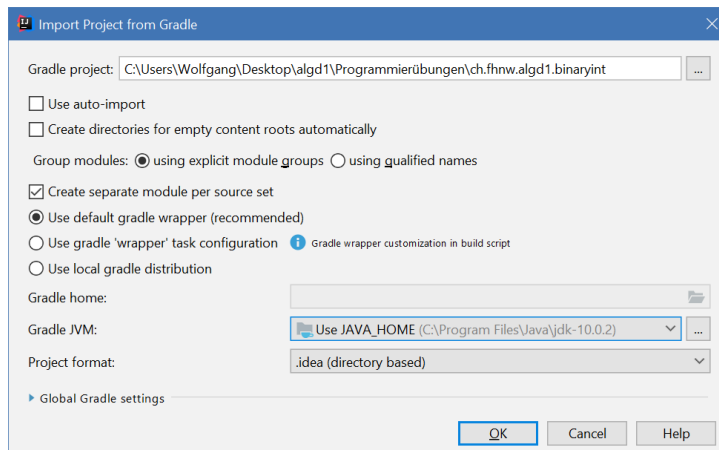 Import Project from Gradle
Gradle project: C:\Users\Wolfgang\Desktop\algd1\Programmierübungen\ch.fhnw.algd1.binaryint ...
Use auto-import
Create directories for empty content roots automatically
Group modules: using explicit module groups using qualified names
Create separate module per source set
Use default gradle wrapper (recommended)
Use gradle 'wrapper' task configuration Gradle wrapper customization in build script
Use local gradle distribution
Gradle home:
Gradle JVM: Use JAVA_HOME (C:\Program Files\Java\jdk-10.0.2) ...
Project format: .idea (directory based)
Global Gradle settings
OK Cancel Help